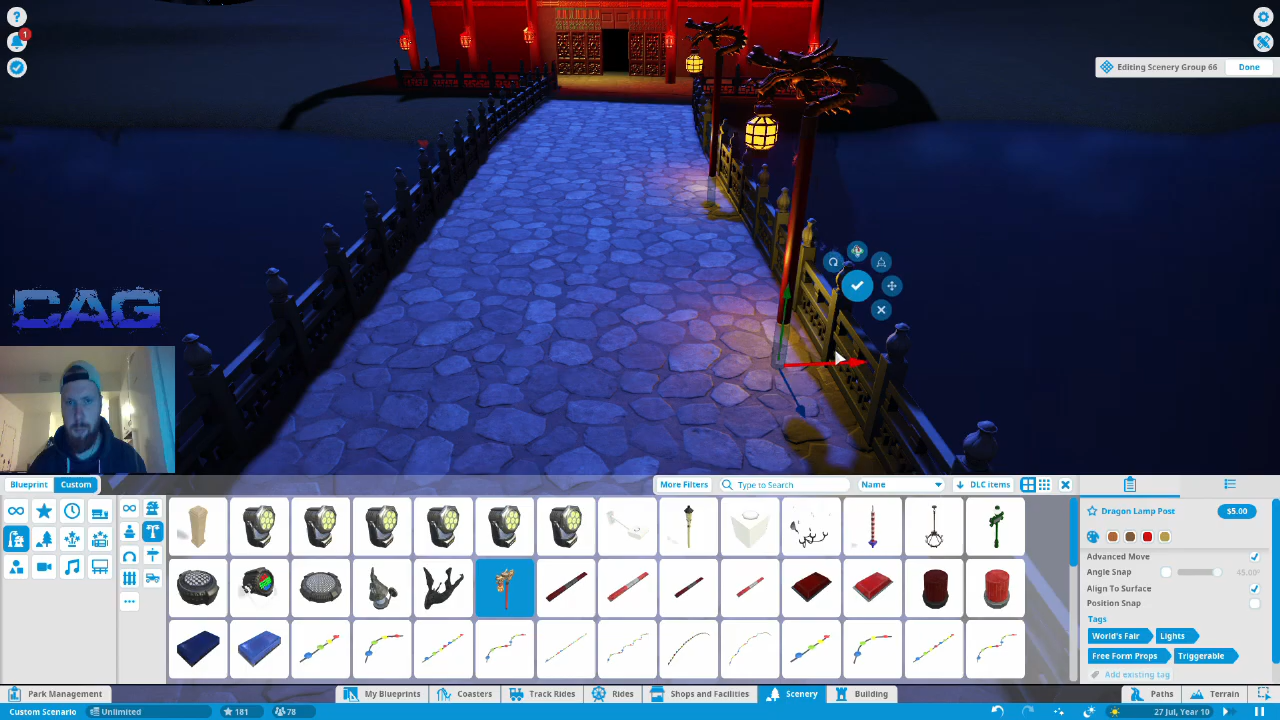 ?
1
Editing Scenery Group 66 Done
CAG
Blueprint Custom
More Filters Type to Search Name DLC items
Dragon Lamp Post $5.00
Advanced Move
Angle Snap 45.00°
Align To Surface
Position Snap
Tags
World's Fair Lights
Free Form Props Triggerable
Add existing tag
Park Management My Blueprints Coasters Track Rides Rides Shops and Facilities Scenery Building Paths Terrain
Custom Scenario Unlimited 181 78 27 Jul, Year 10